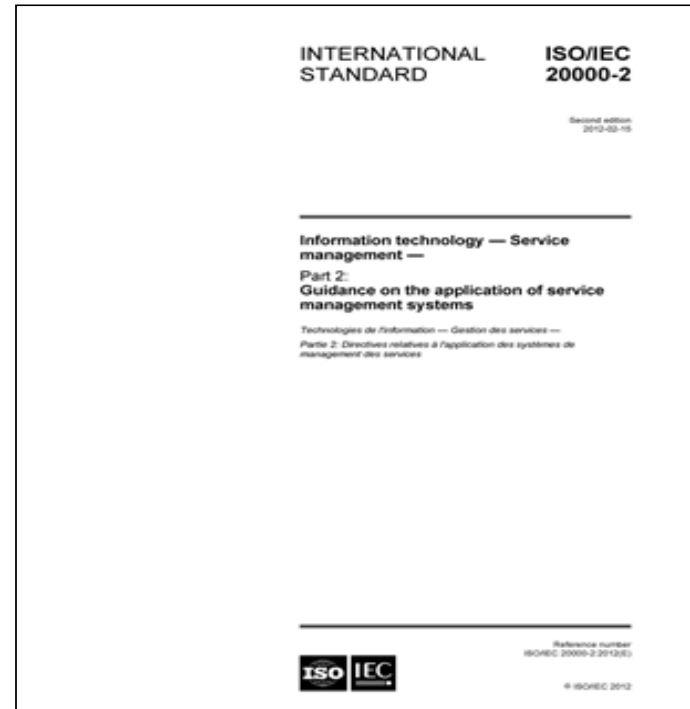 INTERNATIONAL STANDARD
ISO/IEC 20000-2
Second edition
2012-02-15
Information technology — Service
management —
Part 2:
Guidance on the application of service
management systems
Technologies de l'information — Gestion des services —
Partie 2: Directives relatives à l'application des systèmes de
management des services
Reference number
ISO/IEC 20000-2:2012(E)
ISO IEC
© ISO/IEC 2012